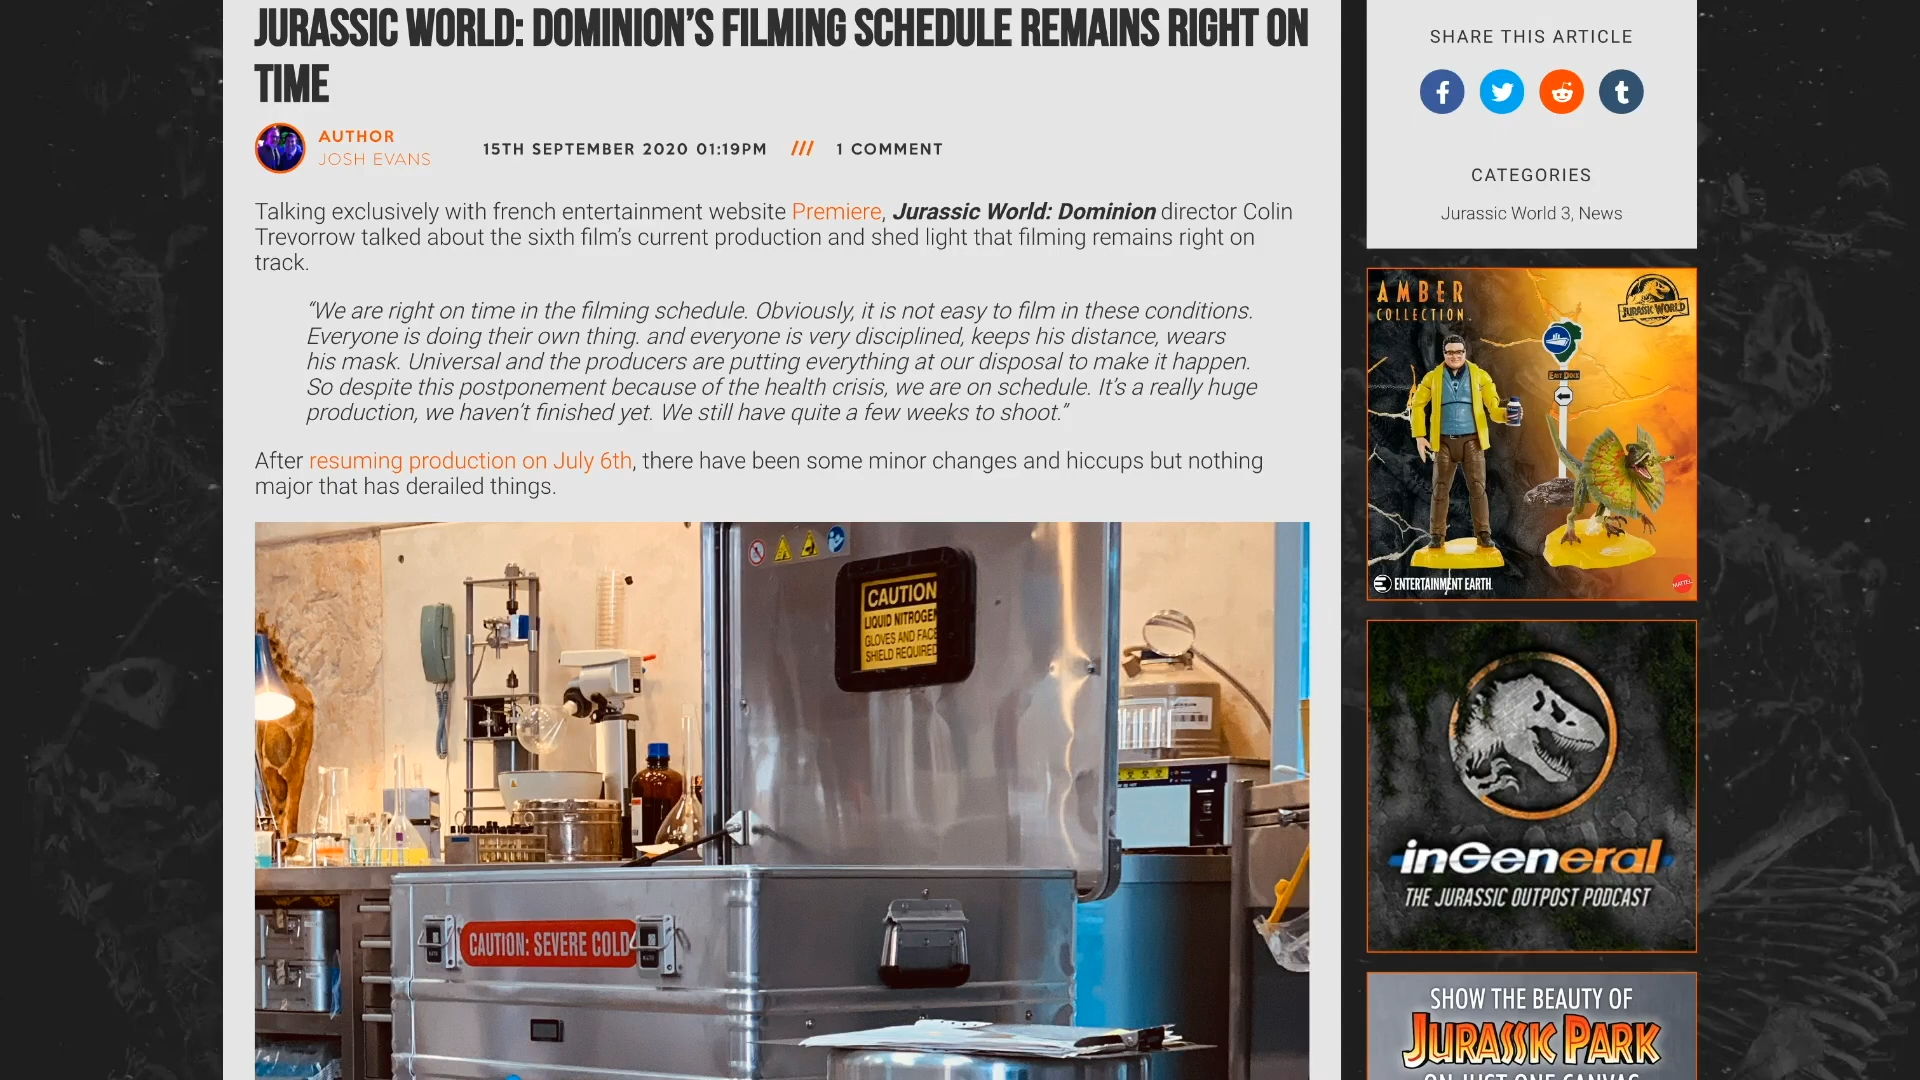 JURASSIC WORLD: DOMINION’S FILMING SCHEDULE REMAINS RIGHT ON
TIME
AUTHOR
JOSH EVANS
15TH SEPTEMBER 2020 01:19PM /// 1 COMMENT
Talking exclusively with french entertainment website Premiere, Jurassic World: Dominion director Colin
Trevorrow talked about the sixth film’s current production and shed light that filming remains right on
track.
“We are right on time in the filming schedule. Obviously, it is not easy to film in these conditions.
Everyone is doing their own thing. and everyone is very disciplined, keeps his distance, wears
his mask. Universal and the producers are putting everything at our disposal to make it happen.
So despite this postponement because of the health crisis, we are on schedule. It’s a really huge
production, we haven’t finished yet. We still have quite a few weeks to shoot.”
After resuming production on July 6th, there have been some minor changes and hiccups but nothing
major that has derailed things.
CAUTION
LIQUID NITROGEN
GLOVES AND FACE
SHIELD REQUIRED
CAUTION: SEVERE COLD
SHARE THIS ARTICLE
CATEGORIES
Jurassic World 3, News
AMBER
COLLECTION.
JURASSIC WORLD
EAST DOCK
ENTERTAINMENT EARTH
MATTEL
inGeneral
THE JURASSIC OUTPOST PODCAST
SHOW THE BEAUTY OF
JURASSIC PARK
ON JUST ONE CANVAS